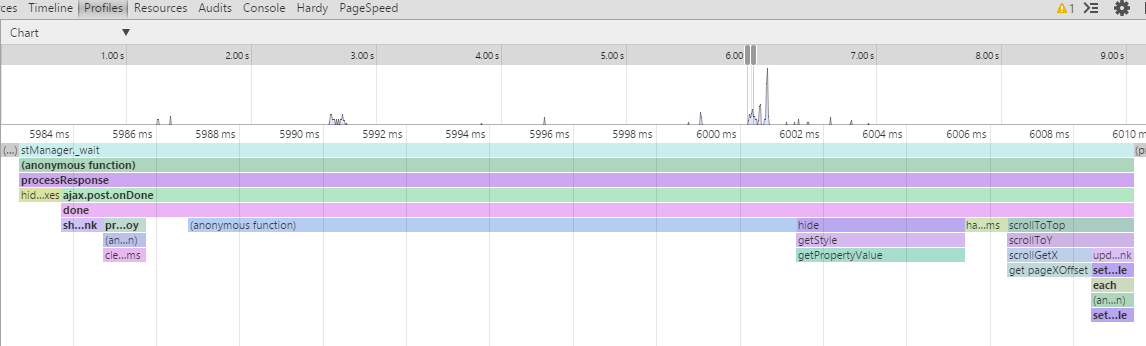 rces Timeline Profiles Resources Audits Console Hardy PageSpeed 1
Chart ▼
1.00 s 2.00 s 3.00 s 4.00 s 5.00 s 6.00 7.00 s 8.00 s 9.00 s
5984 ms 5986 ms 5988 ms 5990 ms 5992 ms 5994 ms 5996 ms 5998 ms 6000 ms 6002 ms 6004 ms 6006 ms 6008 ms 6010 m
(...) stManager._wait (p
(anonymous function)
processResponse
hid...xes ajax.post.onDone
done
sh...nk pr...oy (anonymous function) hide ha...ms scrollToTop
(an...n) getStyle scrollToY
cle...ms getPropertyValue scrollGetX upd...nk
get pageXOffset set...le
each
(an...n)
set...le